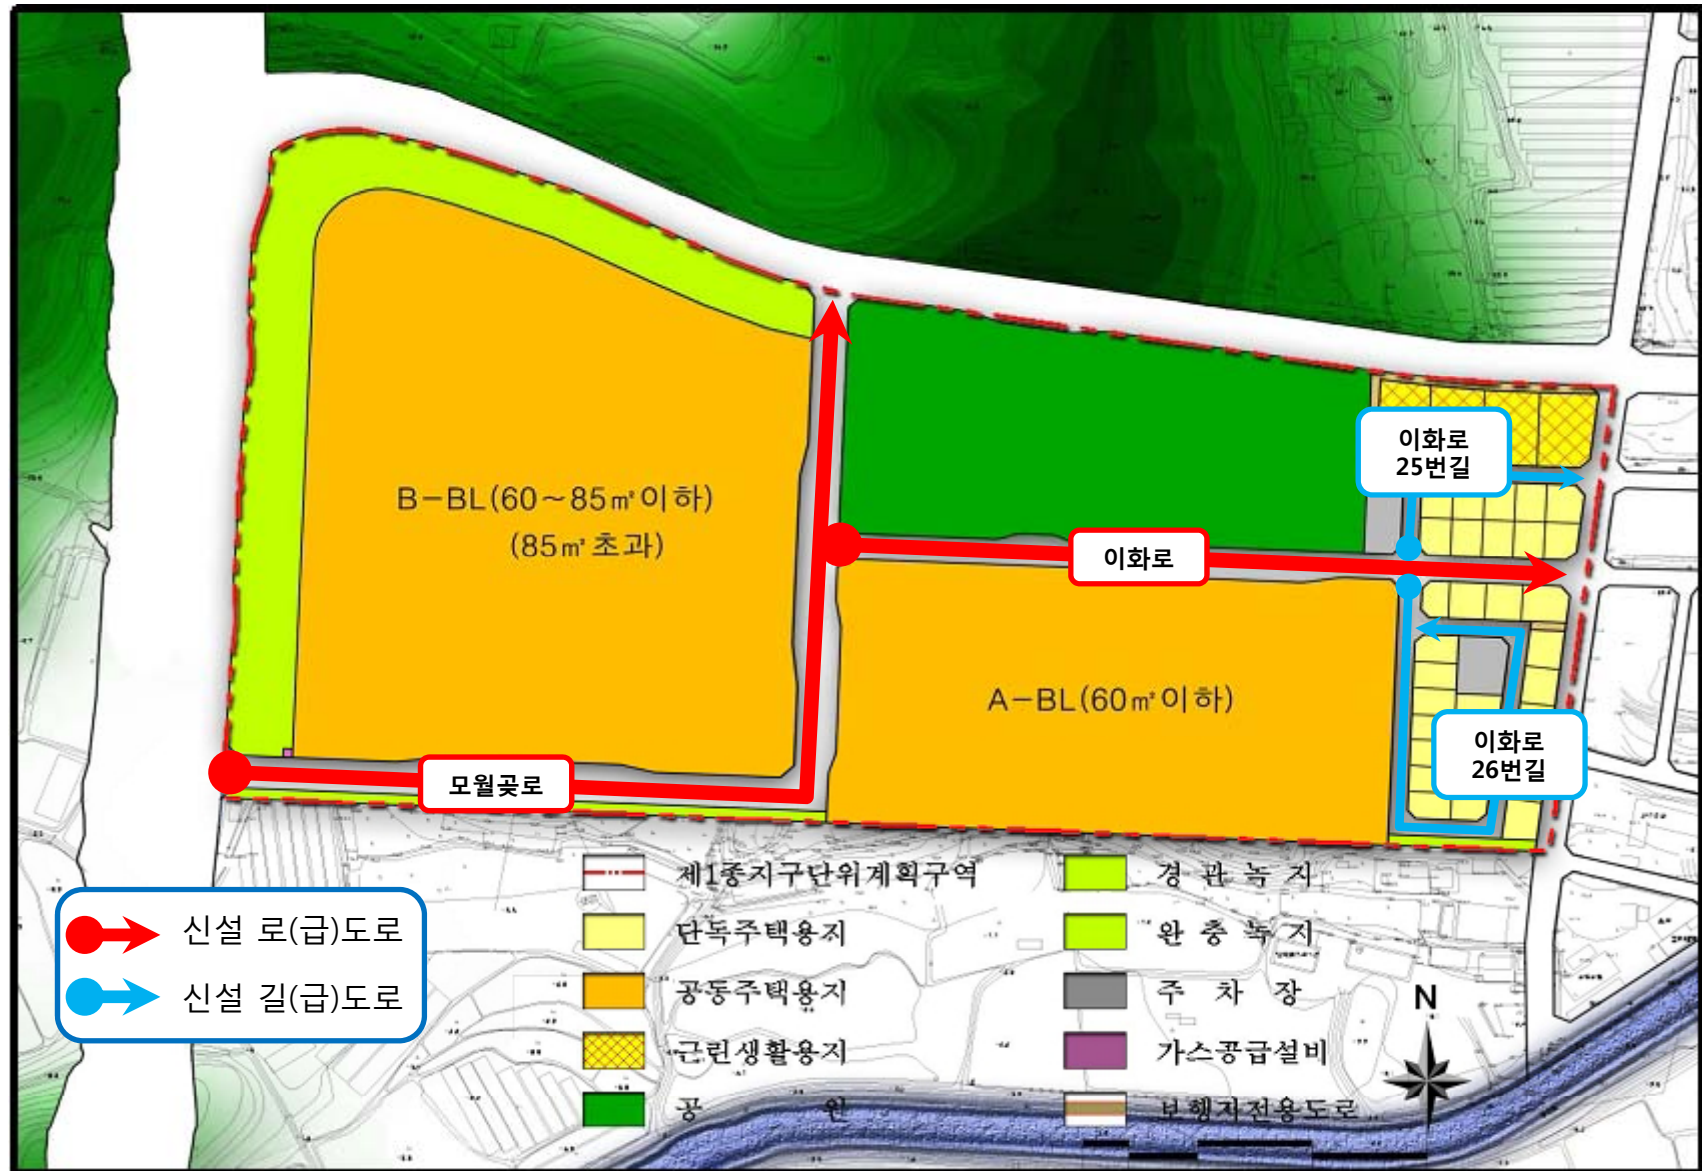 B-BL(60~85㎡이하)
(85㎡초과)
이화로
25번길
이화로
A-BL(60㎡이하)
이화로
26번길
모월곶로
신설 로(급)도로
신설 길(급)도로
제1종지구단위계획구역
단독주택용지
공동주택용지
근린생활용지
공 원
경 관 녹 지
완 충 녹 지
주 차 장
가스공급설비
보행자전용도로
N